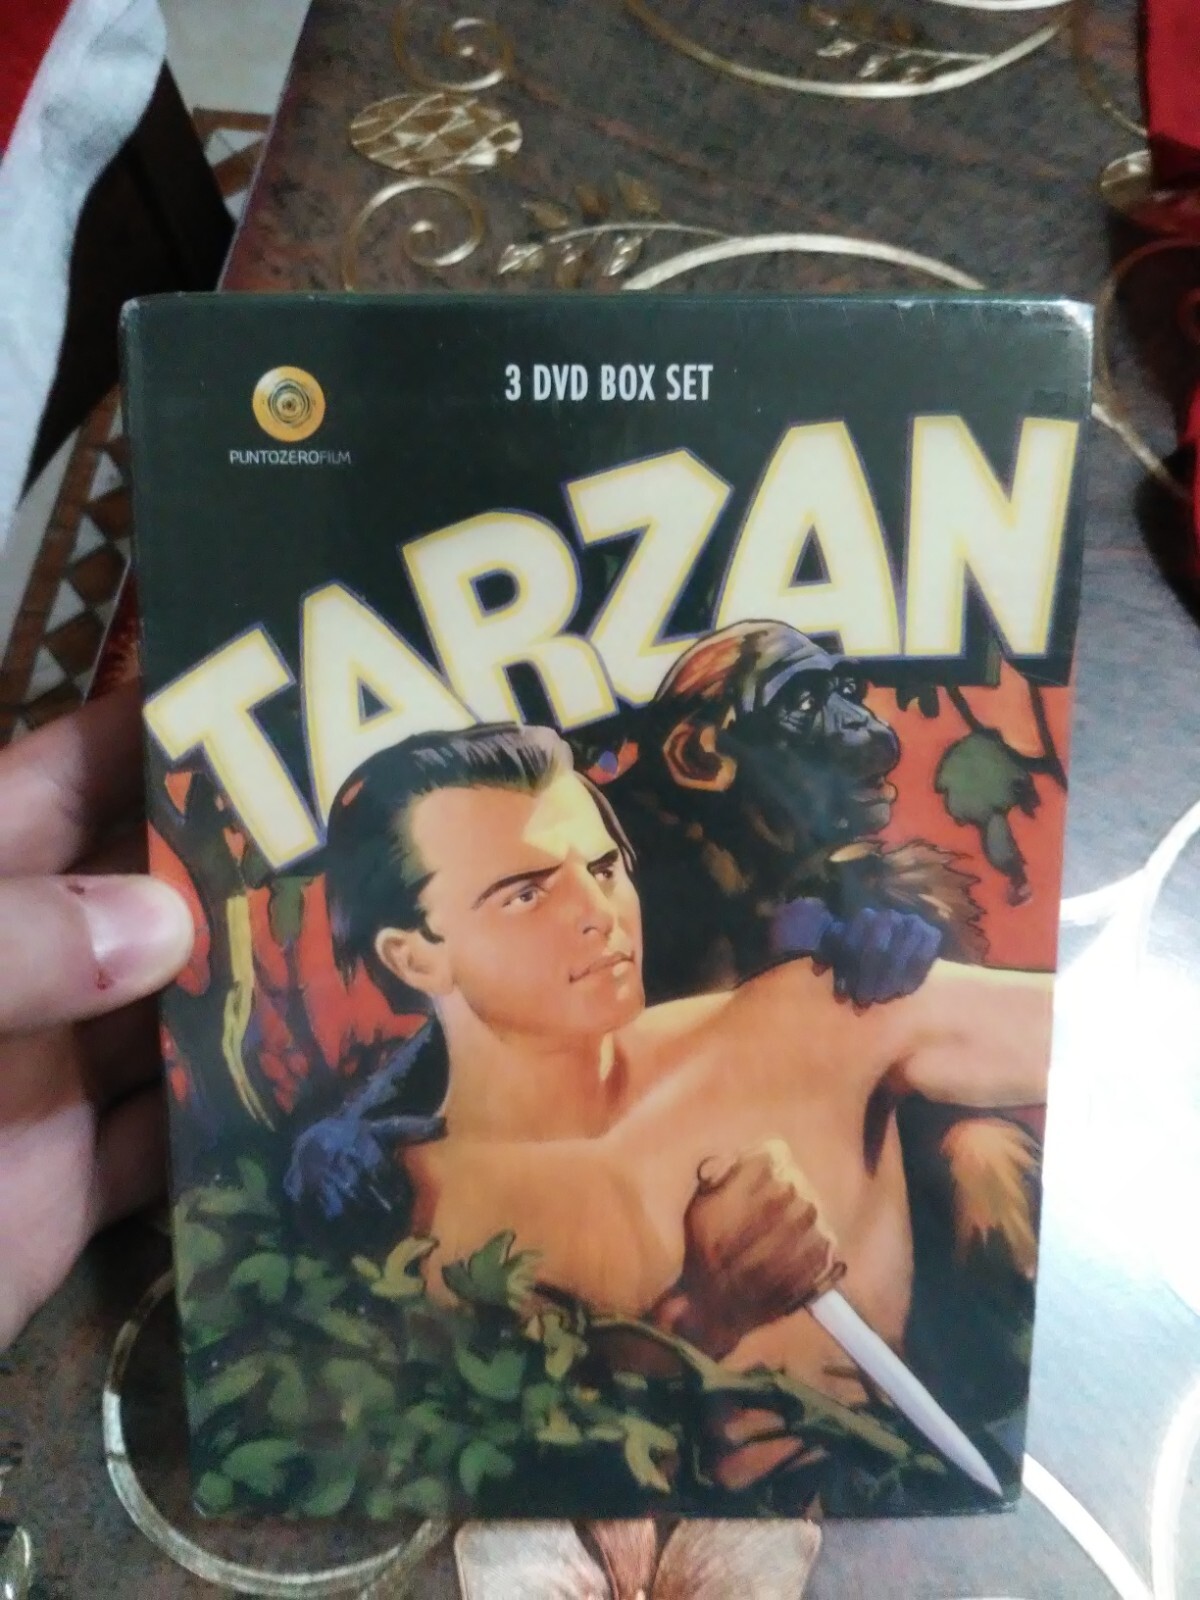 3 DVD BOX SET
PUNTOZEROFILM
TARZAN